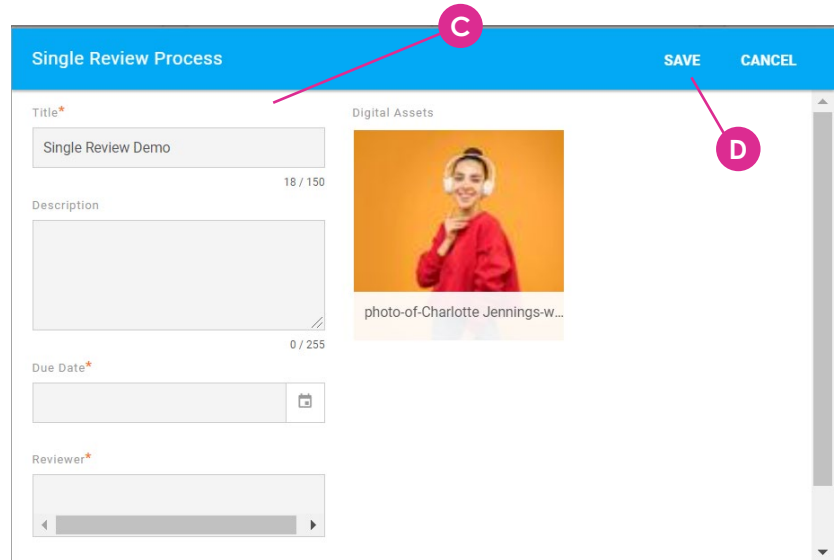 C
Single Review Process
SAVE
CANCEL
Title*
Single Review Demo
18 / 150
Description
0 / 255
Due Date*
Reviewer*
Digital Assets
photo-of-Charlotte Jennings-w...
D